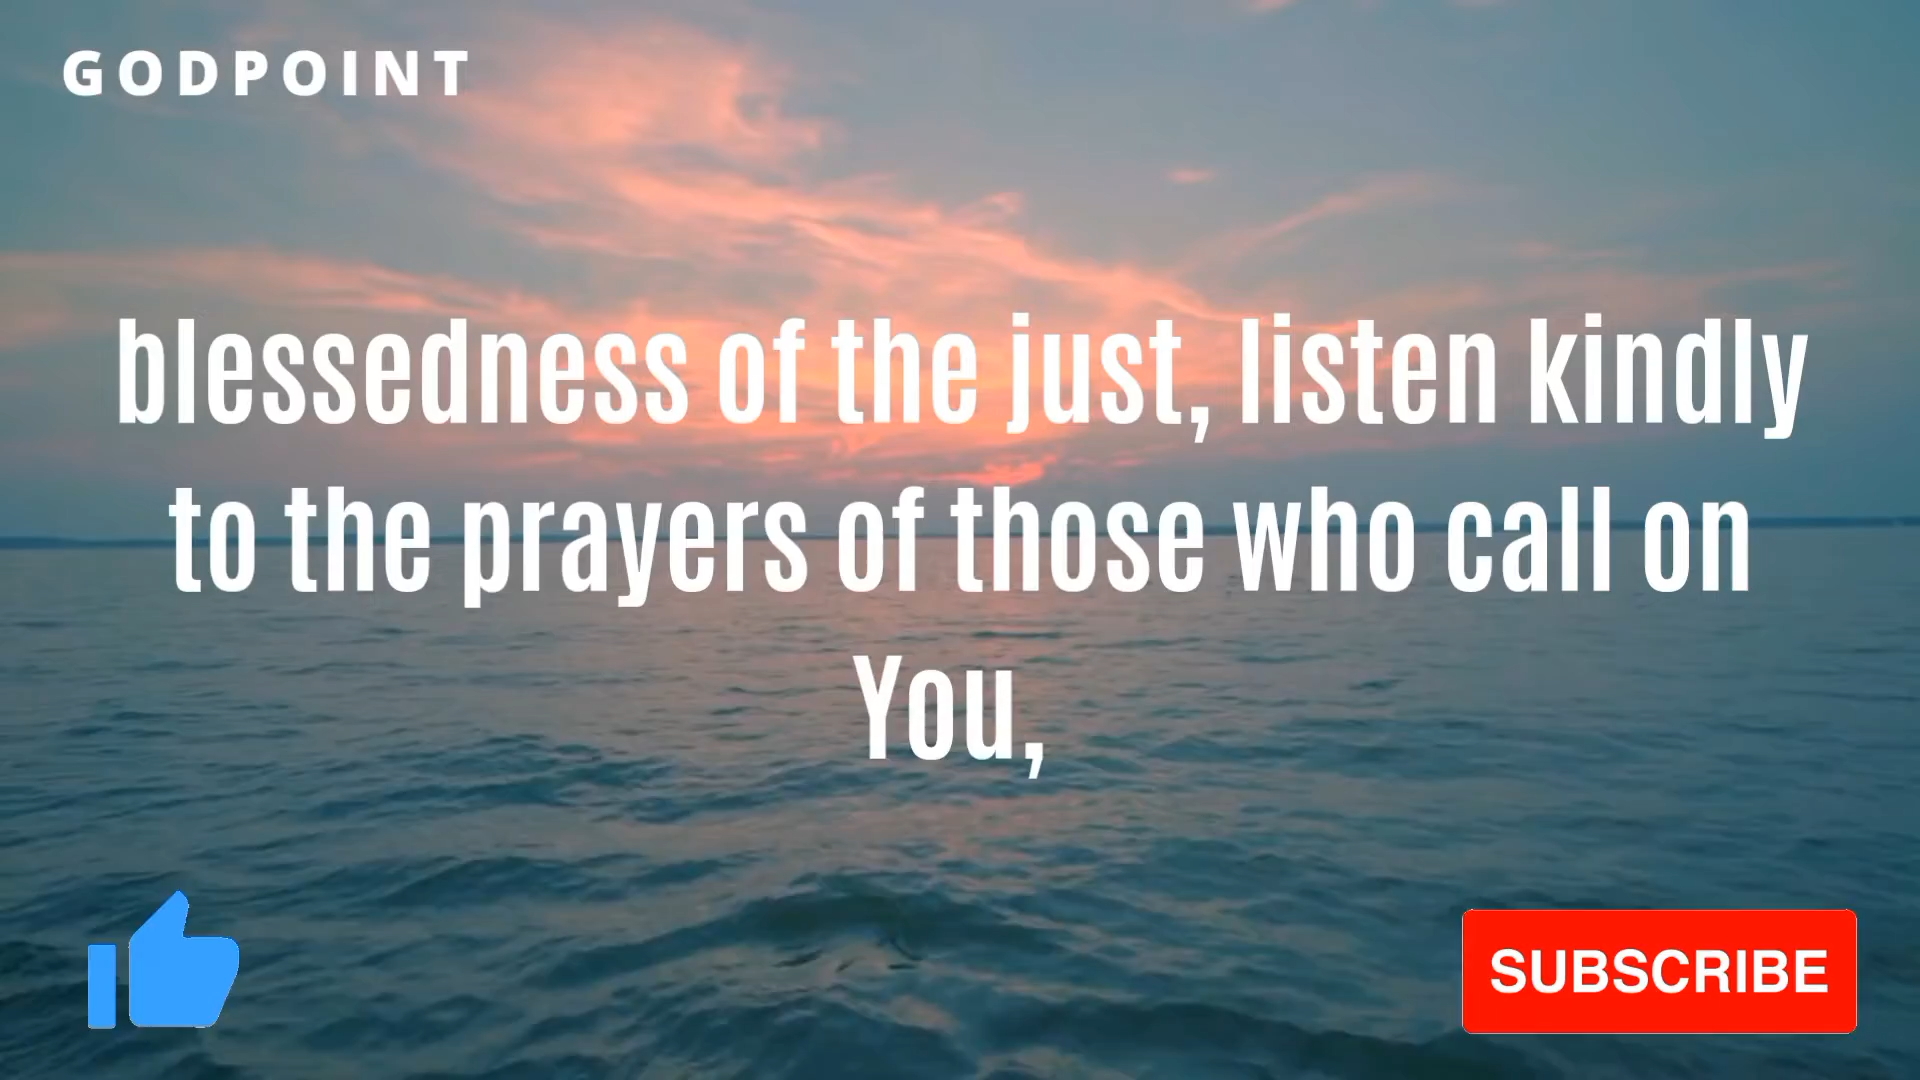 GODPOINT
blessedness of the just, listen kindly
to the prayers of those who call on
You,
SUBSCRIBE